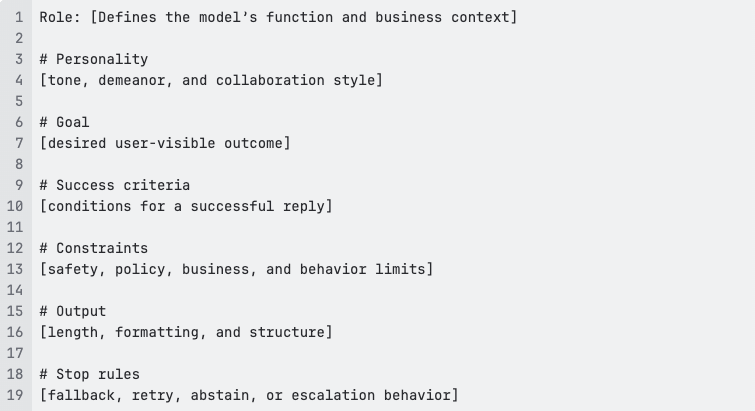 1 Role: [Defines the model’s function and business context]
2
3 # Personality
4 [tone, demeanor, and collaboration style]
5
6 # Goal
7 [desired user-visible outcome]
8
9 # Success criteria
10 [conditions for a successful reply]
11
12 # Constraints
13 [safety, policy, business, and behavior limits]
14
15 # Output
16 [length, formatting, and structure]
17
18 # Stop rules
19 [fallback, retry, abstain, or escalation behavior]